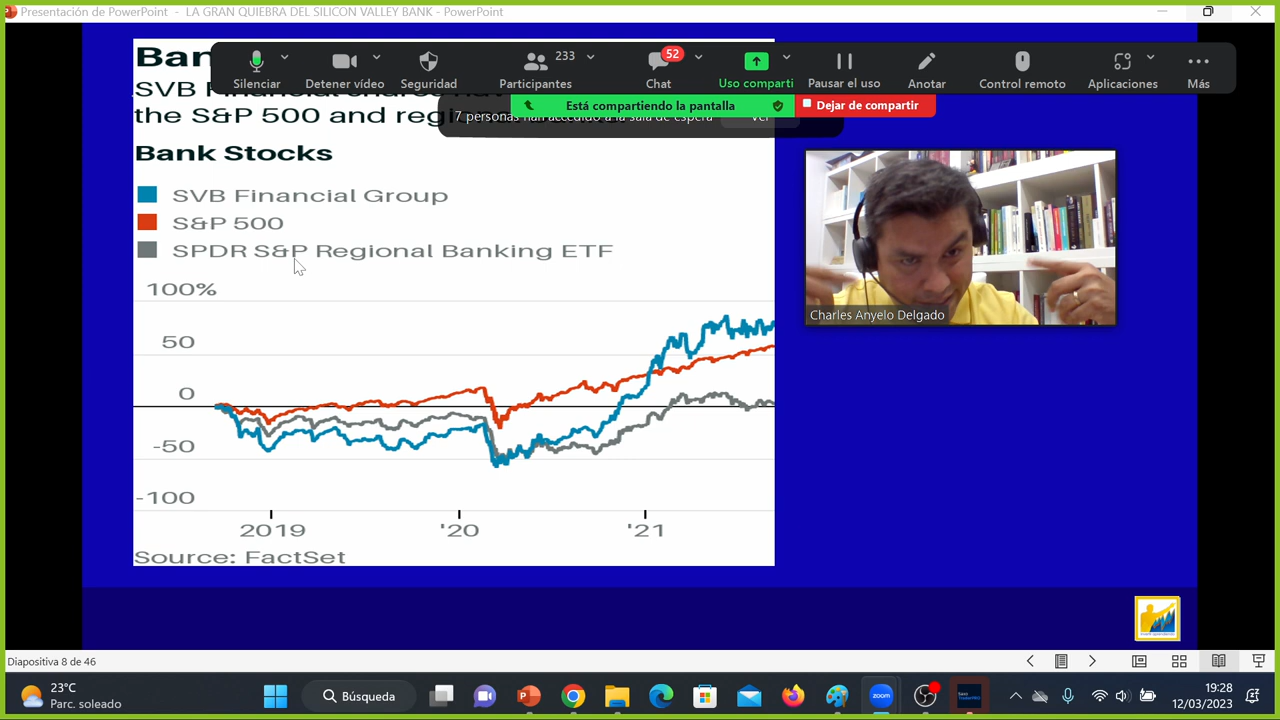 Presentación de PowerPoint - LA GRAN QUIEBRA DEL SILICON VALLEY BANK - PowerPoint
Silenciar
Detener vídeo
Seguridad
Participantes
233
Chat
52
Uso comparti
Pausar el uso
Anotar
Control remoto
Aplicaciones
Más
Está compartiendo la pantalla
Dejar de compartir
7 personas han accedido a la sala de espera
Ver
SVB
the S&P 500 and
Bank Stocks
SVB Financial Group
S&P 500
SPDR S&P Regional Banking ETF
100%
50
0
-50
-100
2019
'20
'21
Source: FactSet
Charles Anyelo Delgado
Diapositiva 8 de 46
23°C
Parc. soleado
Búsqueda
zoom
19:28
12/03/2023